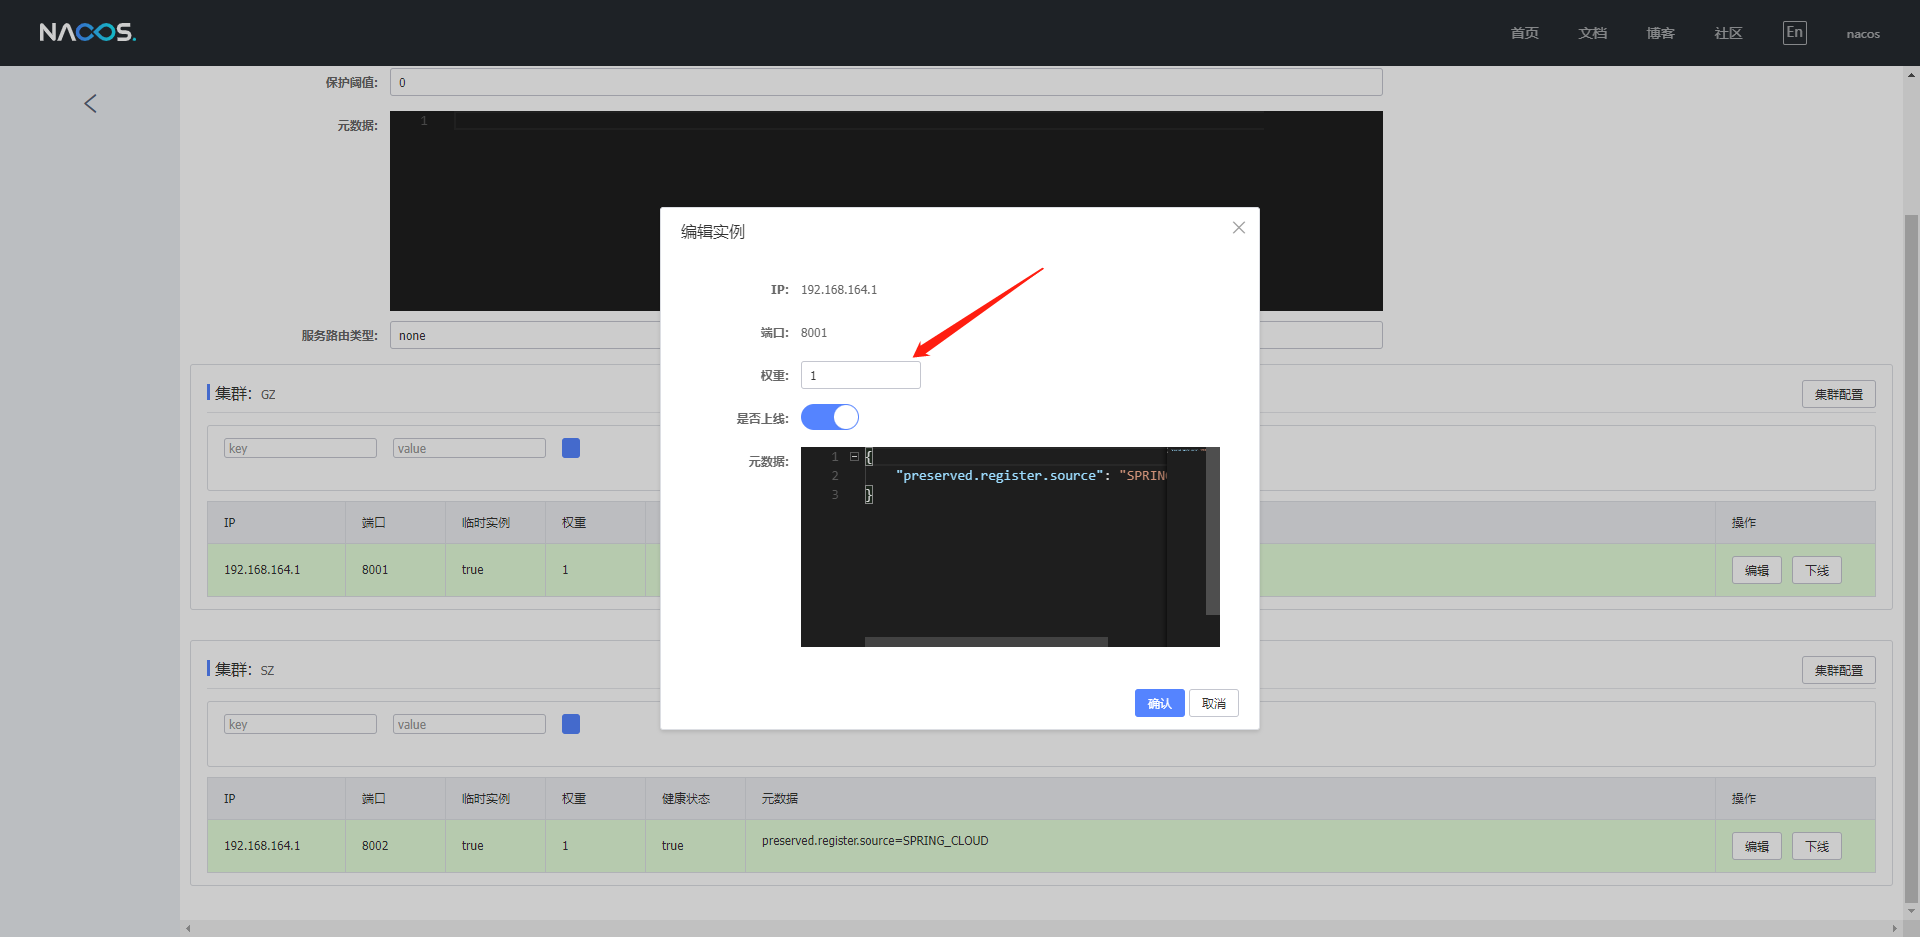 NACOS.
首页 文档 博客 社区 En nacos
保护阈值: 0
元数据: 1
服务路由类型: none
集群: GZ 集群配置
key value
IP 端口 临时实例 权重 操作
192.168.164.1 8001 true 1 编辑 下线
集群: SZ 集群配置
key value
IP 端口 临时实例 权重 健康状态 元数据 操作
192.168.164.1 8002 true 1 true preserved.register.source=SPRING_CLOUD 编辑 下线
编辑实例
IP: 192.168.164.1
端口: 8001
权重: 1
是否上线:
元数据: 1 {
2 "preserved.register.source": "SPRIN
3 }
确认 取消